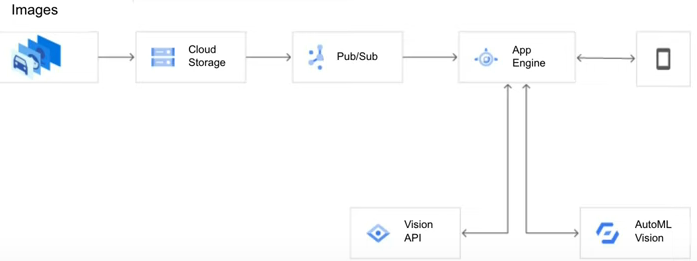 Images
Cloud
Storage
Pub/Sub
App
Engine
Vision
API
AutoML
Vision